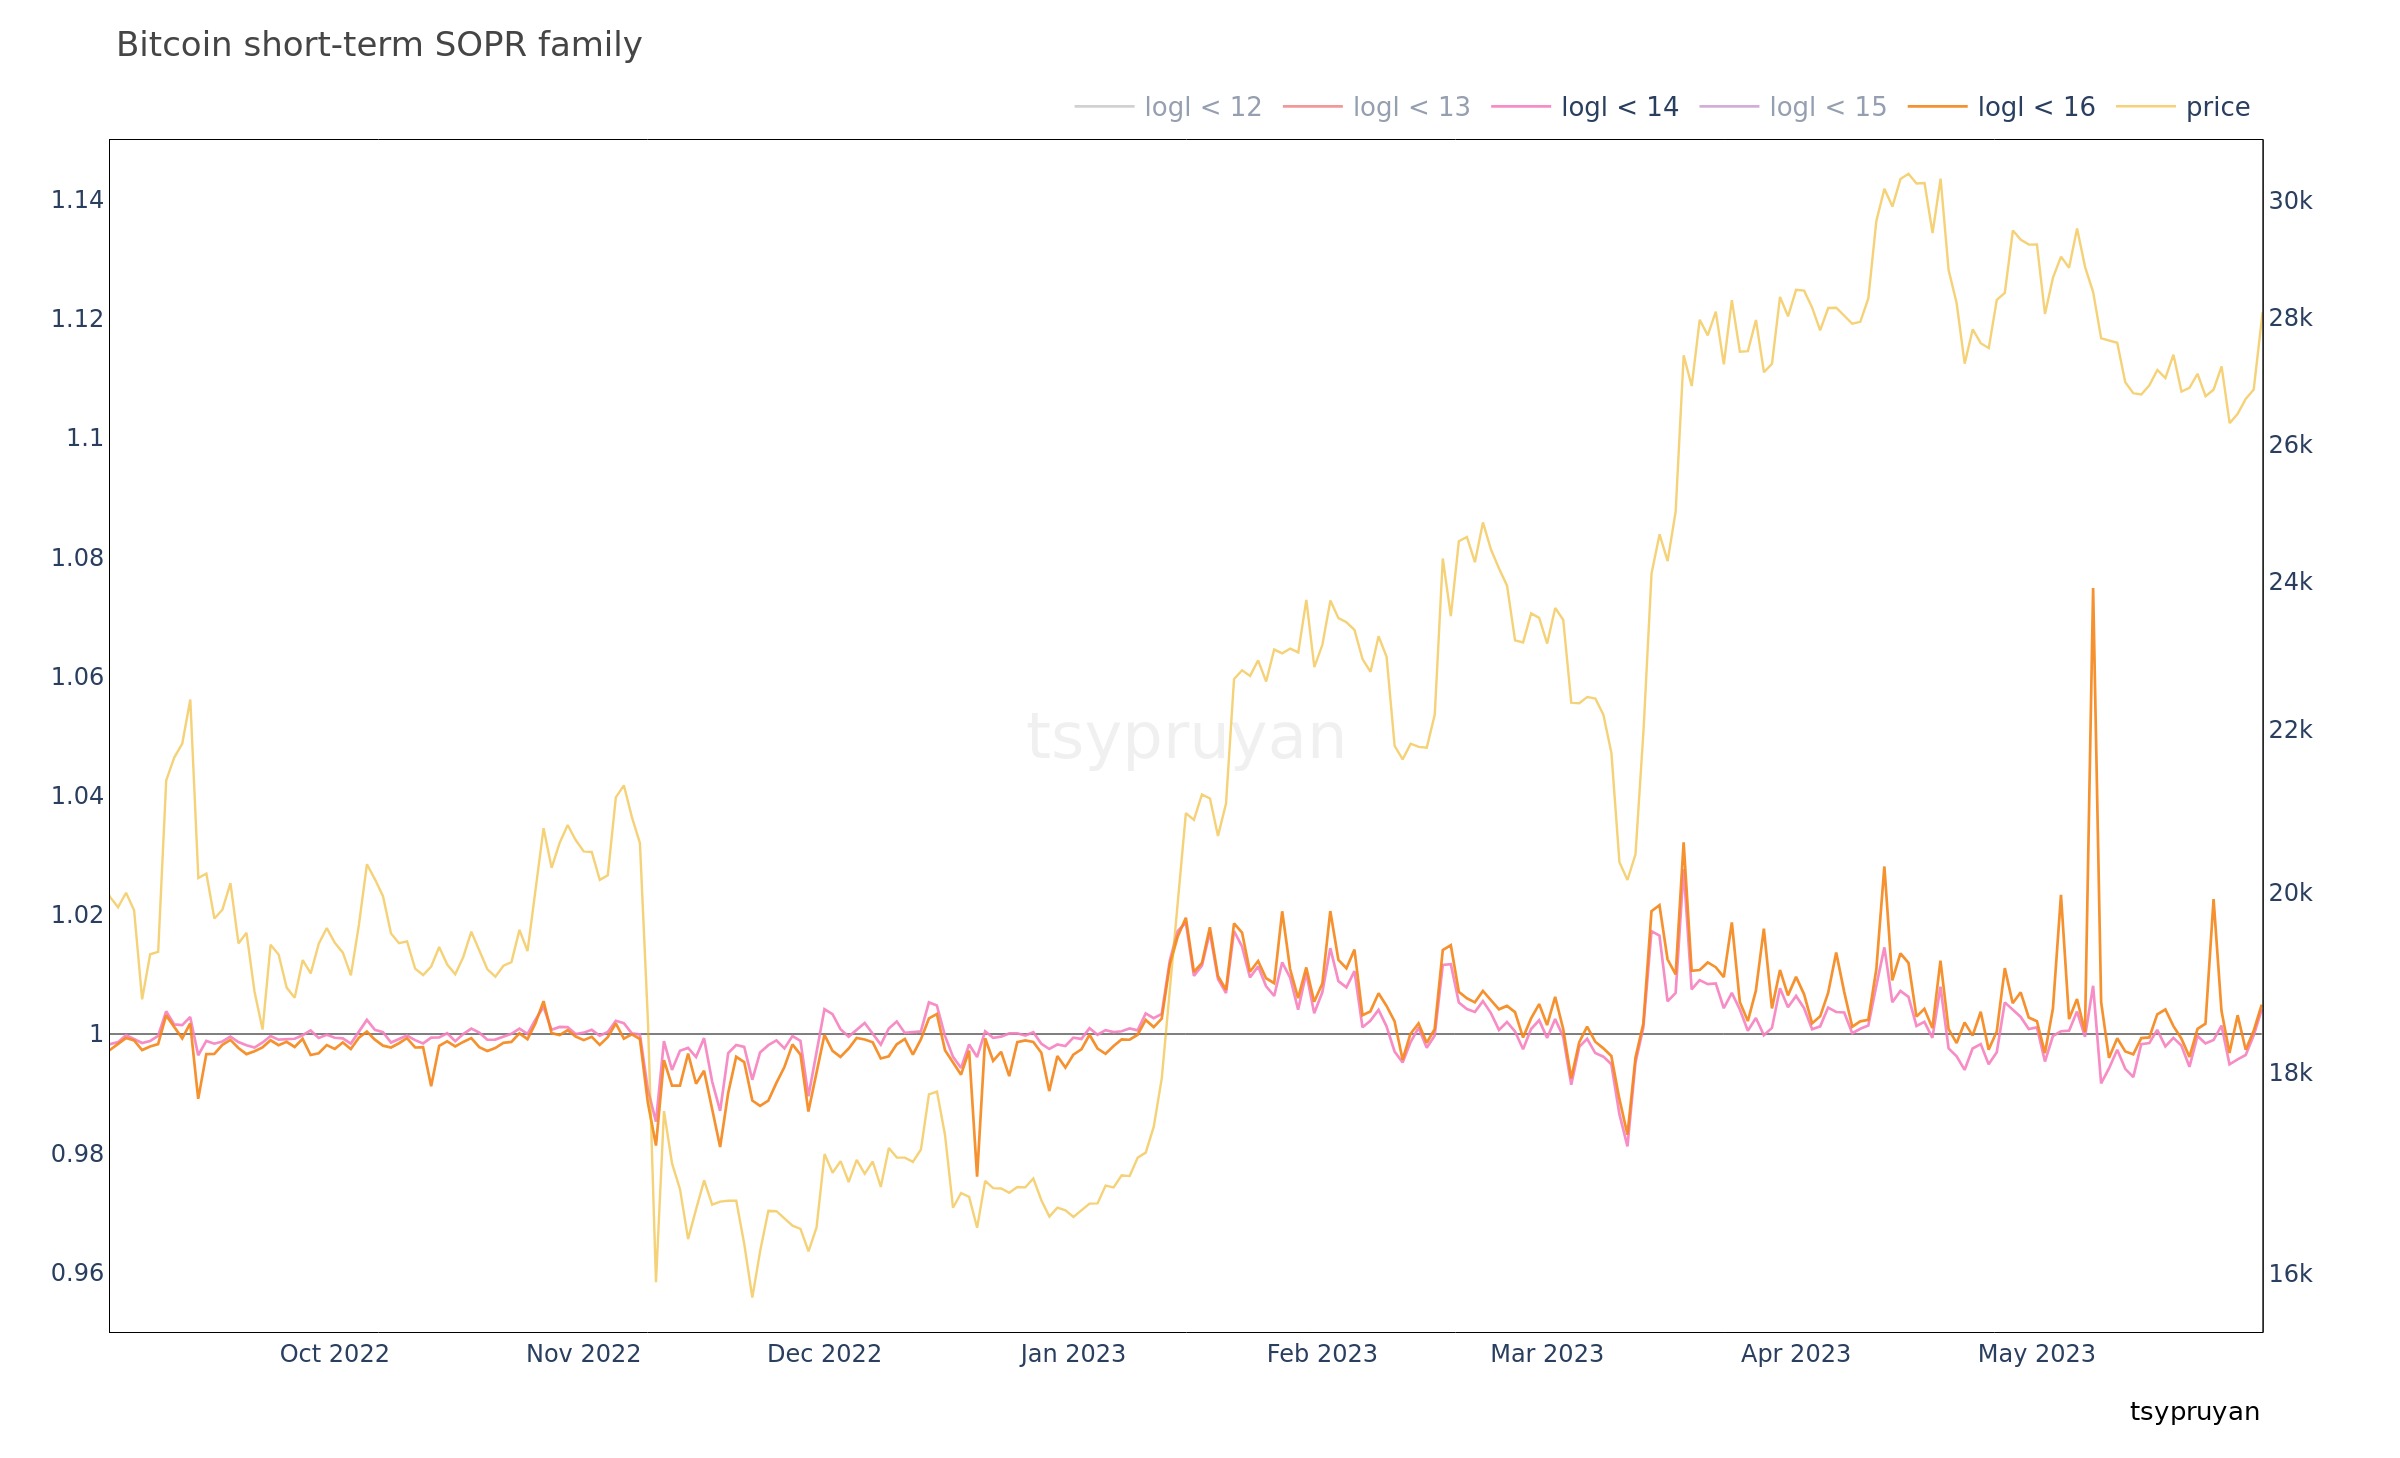 Bitcoin short-term SOPR family
logl < 12 logl < 13 logl < 14 logl < 15 logl < 16 price
1.14 30k
1.12 28k
1.1 26k
1.08 24k
1.06 22k
tsypruyan
1.04
1.02 20k
1 18k
0.98
0.96 16k
Oct 2022 Nov 2022 Dec 2022 Jan 2023 Feb 2023 Mar 2023 Apr 2023 May 2023
tsypruyan